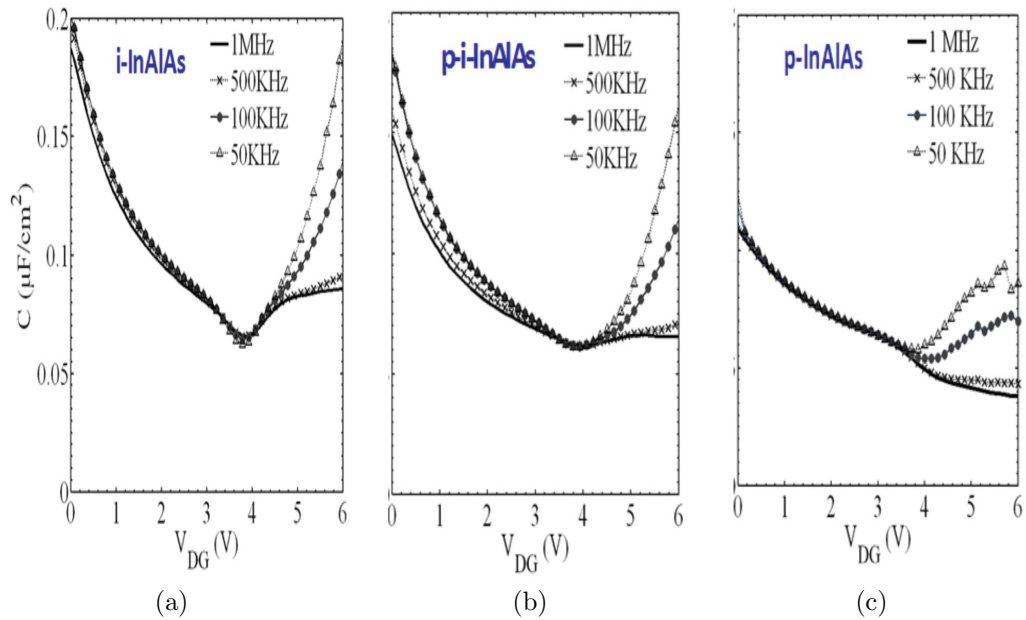 i-InAlAs
1MHz
500KHz
100KHz
50KHz
C (μF/cm²)
0.2
0.15
0.1
0.05
0
0 1 2 3 4 5 6
V_DG (V)
(a)
p-i-InAlAs
1MHz
500KHz
100KHz
50KHz
0 1 2 3 4 5 6
V_DG (V)
(b)
p-InAlAs
1 MHz
500 KHz
100 KHz
50 KHz
0 1 2 3 4 5 6
V_DG (V)
(c)